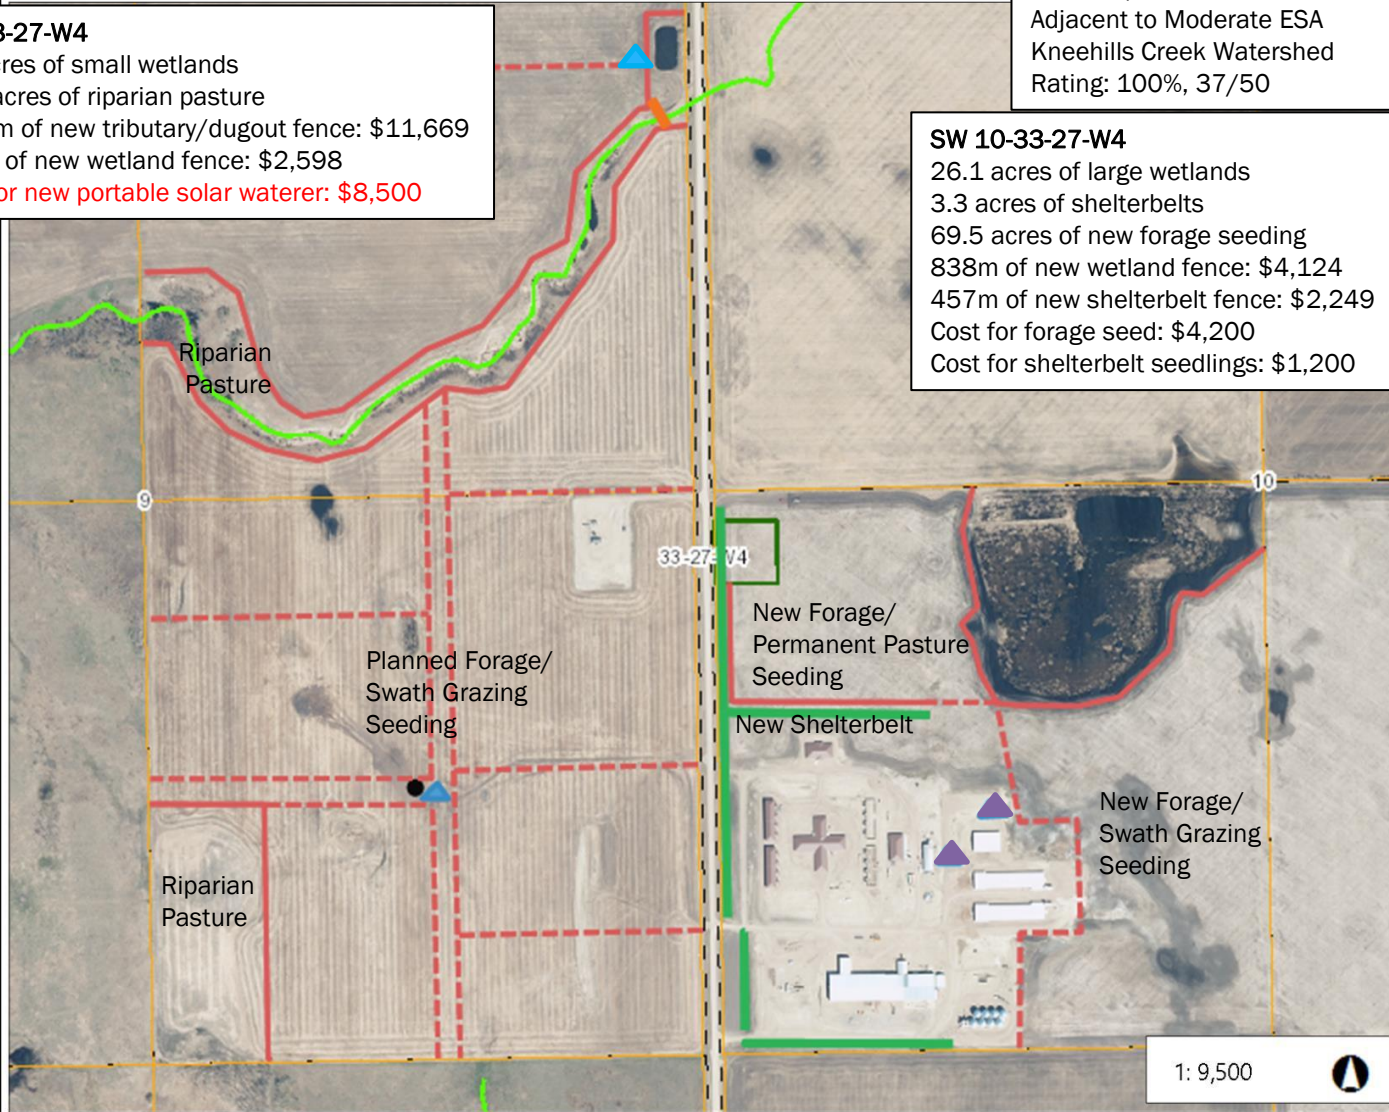 3-27-W4
cres of small wetlands
acres of riparian pasture
m of new tributary/dugout fence: $11,669
of new wetland fence: $2,598
or new portable solar waterer: $8,500
Adjacent to Moderate ESA
Kneehills Creek Watershed
Rating: 100%, 37/50
SW 10-33-27-W4
26.1 acres of large wetlands
3.3 acres of shelterbelts
69.5 acres of new forage seeding
838m of new wetland fence: $4,124
457m of new shelterbelt fence: $2,249
Cost for forage seed: $4,200
Cost for shelterbelt seedlings: $1,200
Riparian
Pasture
9
10
33-27-W4
New Forage/
Permanent Pasture
Seeding
Planned Forage/
Swath Grazing
Seeding
New Shelterbelt
New Forage/
Swath Grazing
Seeding
Riparian
Pasture
1: 9,500